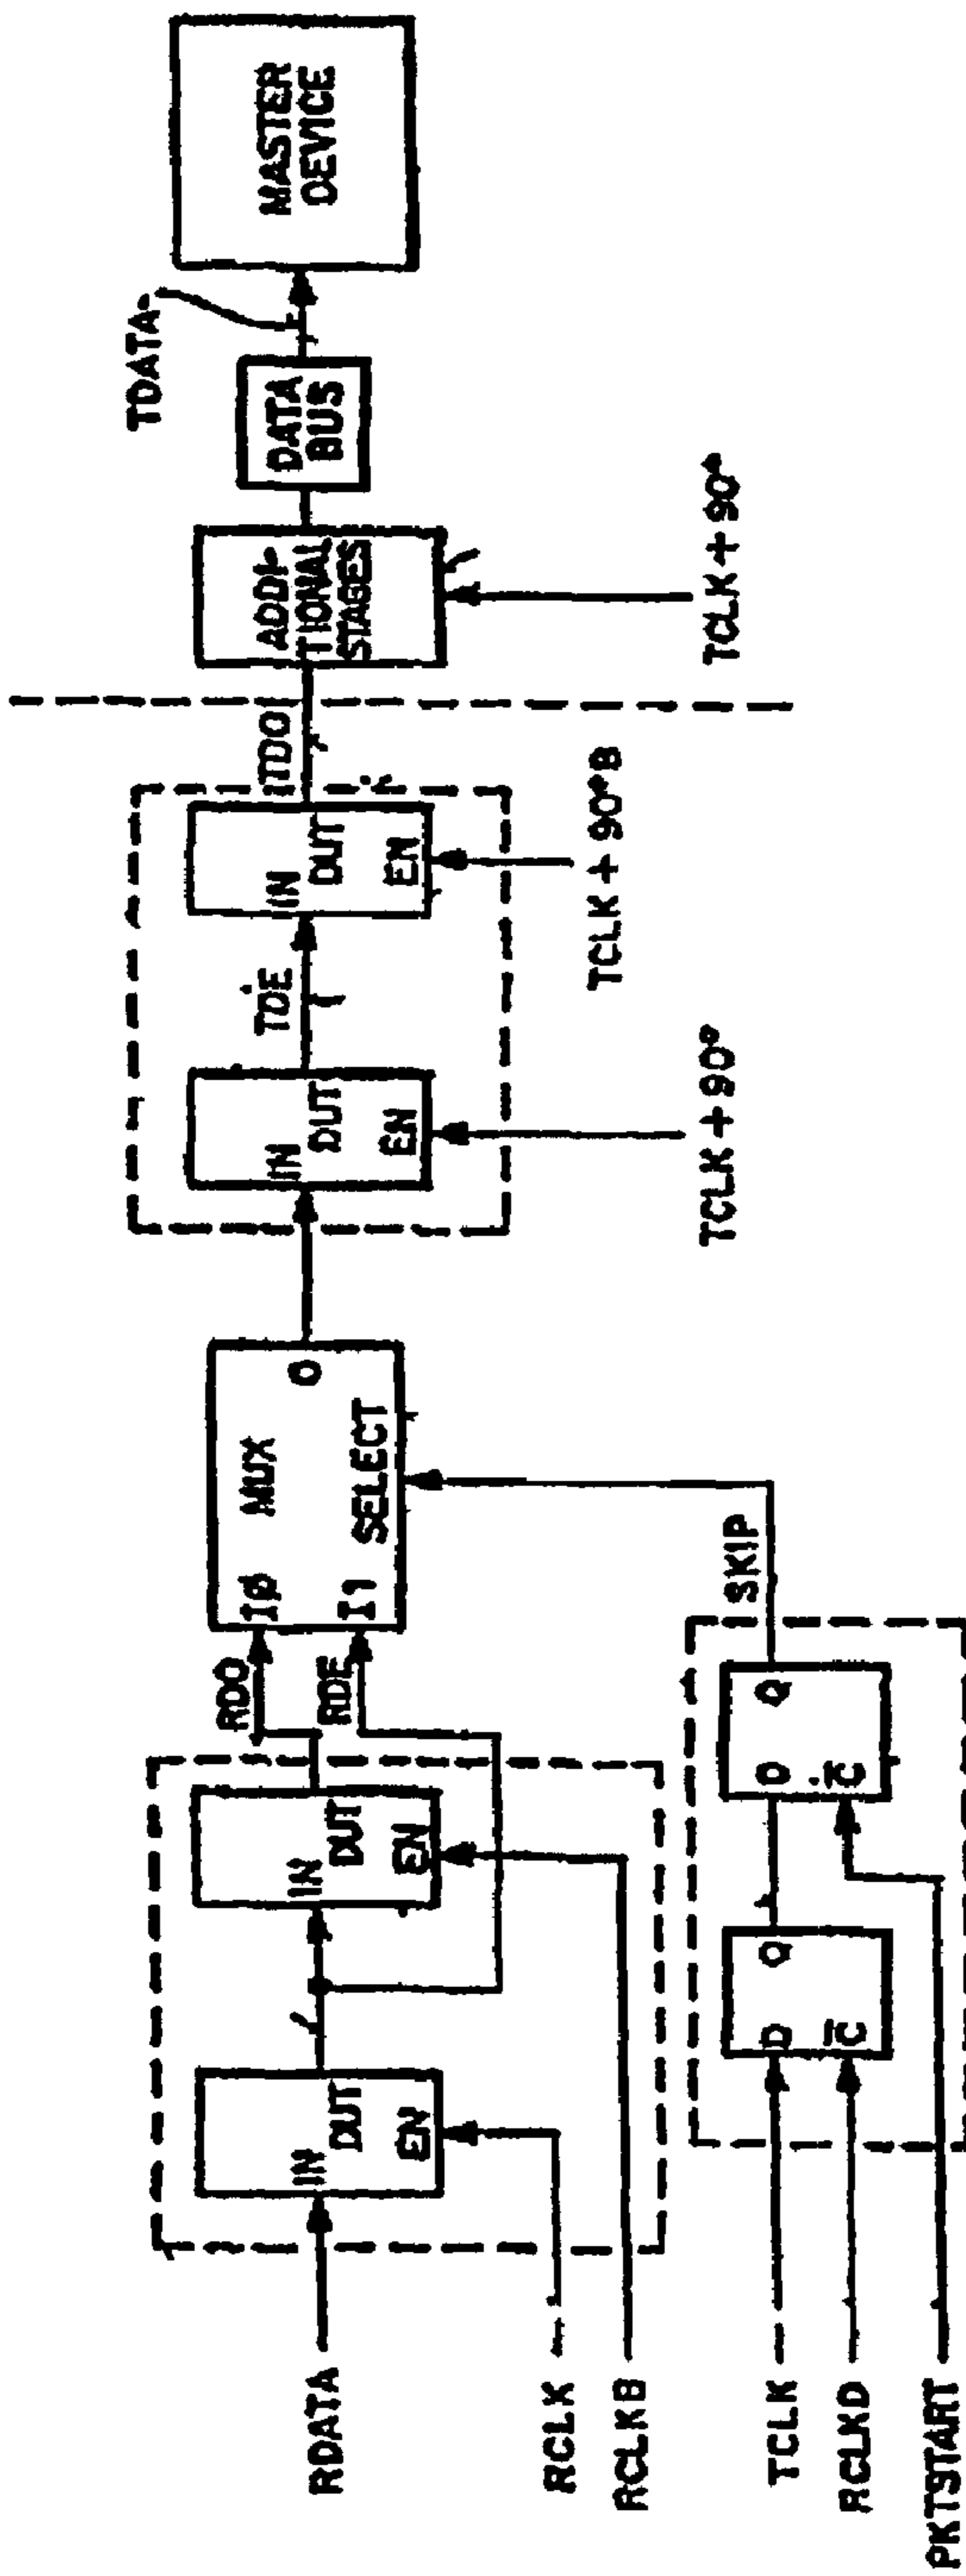 RDATA
RCLK
RCLKB
TCLK
RCLKD
PKTSTART
IN
OUT
EN
IN
OUT
EN
RDO
RDE
D
Q
C̅
D
Q
C̅
SKIP
IØ
I1
MUX
SELECT
O
IN
OUT
EN
TCLK + 90°
TDE
IN
OUT
EN
TCLK + 90° B
TDO
ADDI-
TIONAL
STAGES
TCLK + 90°
DATA
BUS
TDATA
MASTER
DEVICE